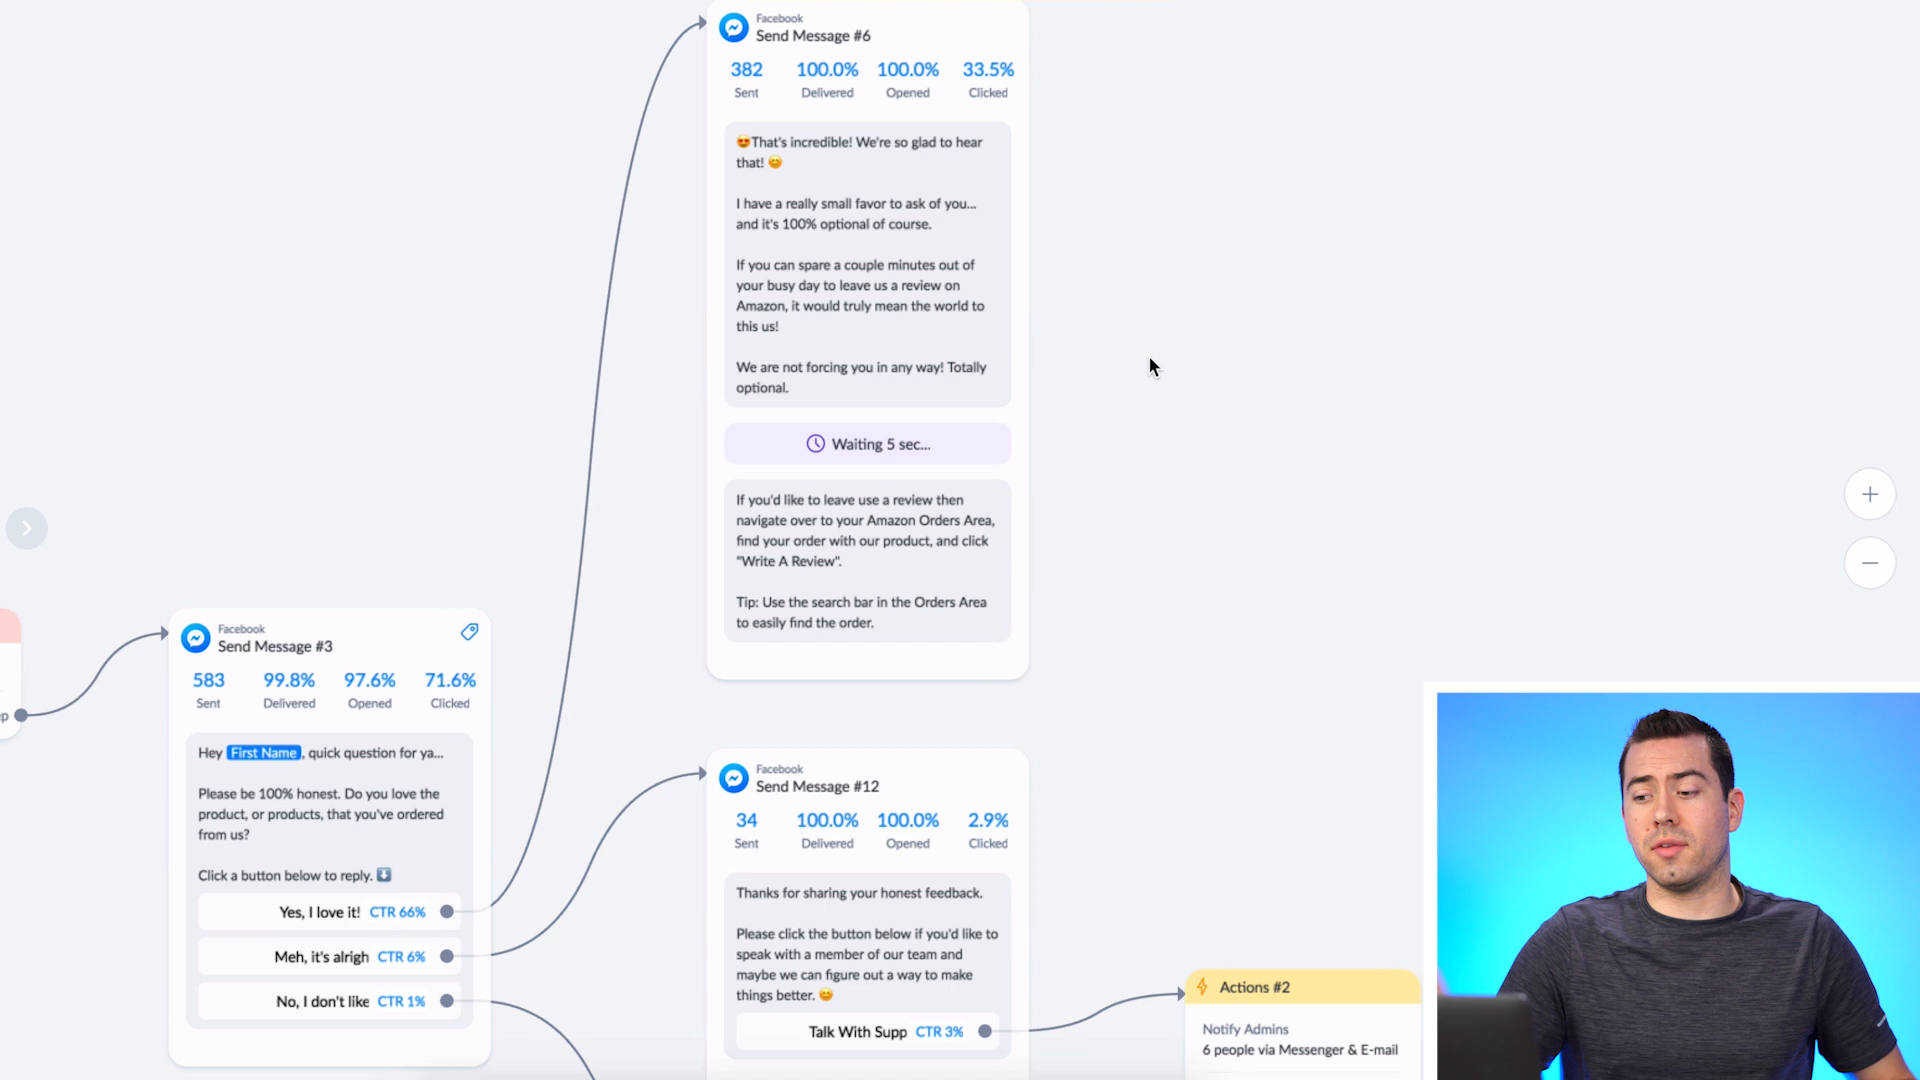 Facebook
Send Message #6
382 100.0% 100.0% 33.5%
Sent Delivered Opened Clicked
😍That's incredible! We're so glad to hear
that! 😊
I have a really small favor to ask of you...
and it's 100% optional of course.
If you can spare a couple minutes out of
your busy day to leave us a review on
Amazon, it would truly mean the world to
this us!
We are not forcing you in any way! Totally
optional.
Waiting 5 sec...
If you'd like to leave use a review then
navigate over to your Amazon Orders Area,
find your order with our product, and click
"Write A Review".
Tip: Use the search bar in the Orders Area
to easily find the order.
p
Facebook
Send Message #3
583 99.8% 97.6% 71.6%
Sent Delivered Opened Clicked
Hey First Name, quick question for ya...
Please be 100% honest. Do you love the
product, or products, that you've ordered
from us?
Click a button below to reply. ⬇️
Yes, I love it! CTR 66%
Meh, it's alrigh CTR 6%
No, I don't like CTR 1%
Facebook
Send Message #12
34 100.0% 100.0% 2.9%
Sent Delivered Opened Clicked
Thanks for sharing your honest feedback.
Please click the button below if you'd like to
speak with a member of our team and
maybe we can figure out a way to make
things better. 😊
Talk With Supp CTR 3%
Actions #2
Notify Admins
6 people via Messenger & E-mail